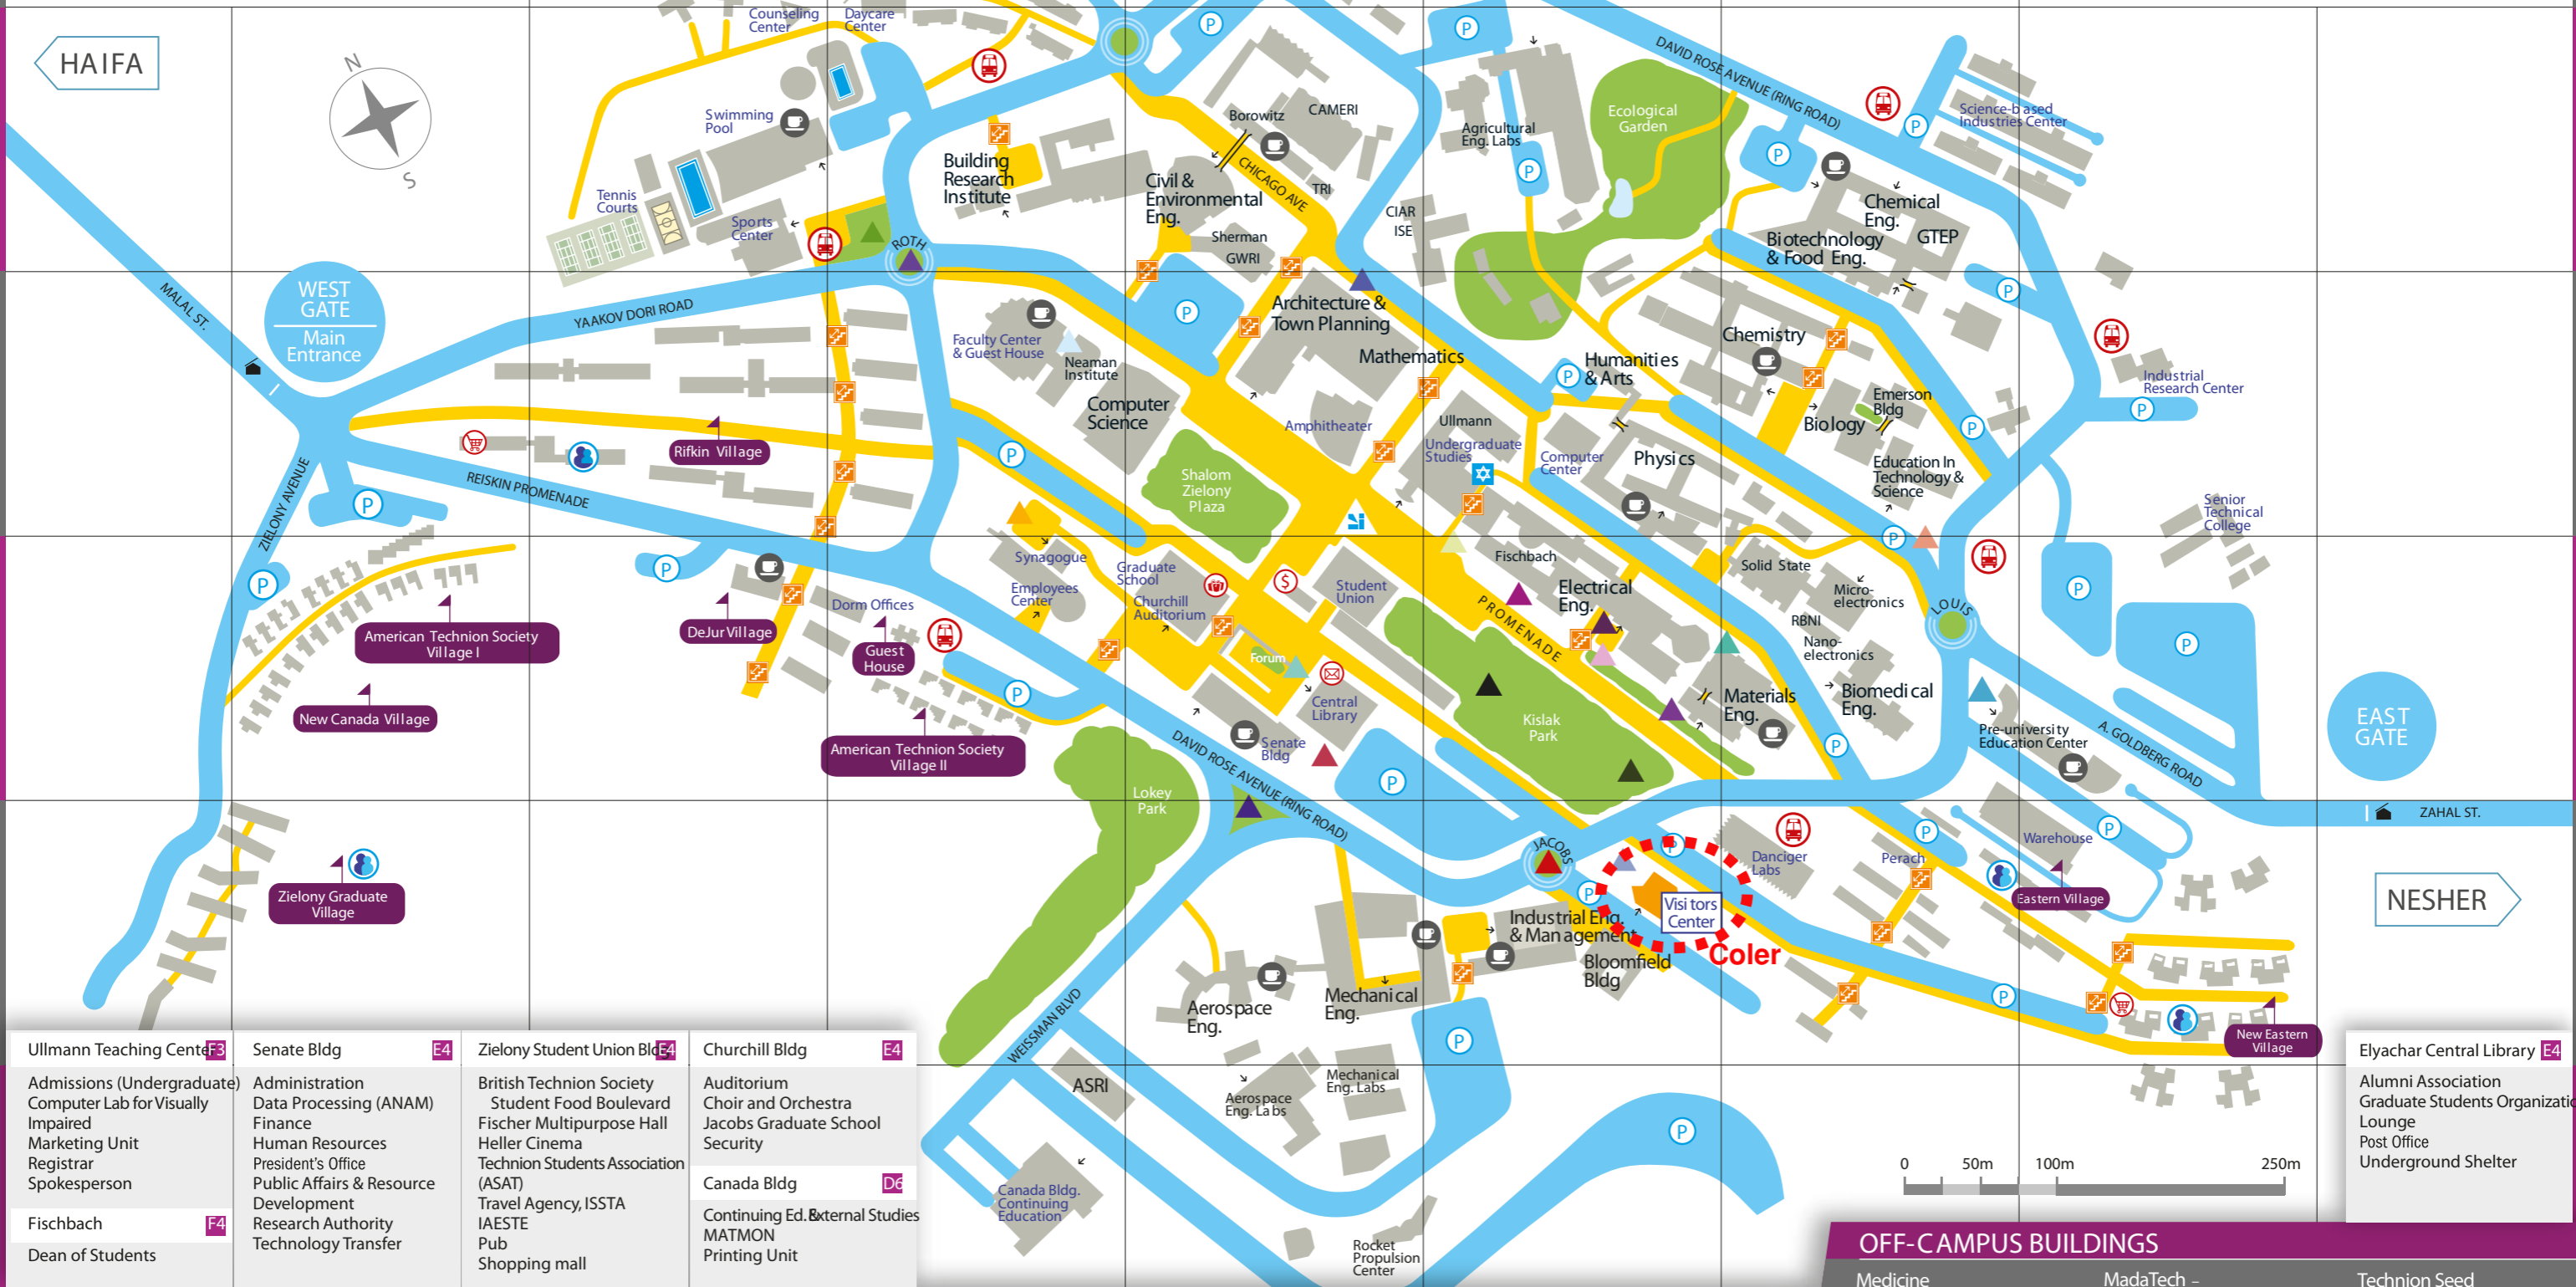 HAIFA
N
S
Counseling
Center
Daycare
Center
P
P
DAVID ROSE AVENUE (RING ROAD)
Swimming
Pool
Borowitz
CAMERI
Agricultural
Eng. Labs
Ecological
Garden
P
Science-based
Industries Center
Building
Research
Institute
Civil &
Environmental
Eng.
CHICAGO AVE
TRI
P
P
Chemical
Eng.
Tennis
Courts
Sports
Center
CIAR
ISE
Sherman
GWRI
ROTH
Biotechnology
& Food Eng.
GTEP
WEST
GATE
Main
Entrance
MALAL ST.
YAAKOV DORI ROAD
P
P
Architecture &
Town Planning
Faculty Center
& Guest House
Neaman
Institute
Mathematics
Humanities
& Arts
P
Chemistry
Industrial
Research Center
P
Computer
Science
Amphitheater
Ullmann
Undergraduate
Studies
Computer
Center
Physics
Emerson
Bldg
Biology
P
Rifkin Village
P
Education In
Technology &
Science
ZIELONY AVENUE
REISKIN PROMENADE
P
Shalom
Zielony
Plaza
Senior
Technical
College
P
P
P
Synagogue
Employees
Center
Graduate
School
Churchill
Auditorium
$
Student
Union
Fischbach
Electrical
Eng.
Solid State
Micro-
electronics
P
LOUIS
American Technion Society
Village I
DeJur Village
Dorm Offices
Guest
House
PROMENADE
RBNI
Nano-
electronics
P
New Canada Village
Forum
Central
Library
Kislak
Park
Materials
Eng.
Biomedical
Eng.
P
American Technion Society
Village II
Senate
Bldg
P
P
Pre-university
Education Center
A. GOLDBERG ROAD
EAST
GATE
Lokey
Park
DAVID ROSE AVENUE (RING ROAD)
JACOBS
P
P
P
P
ZAHAL ST.
Danciger
Labs
Perach
Warehouse
Zielony Graduate
Village
Industrial Eng.
& Management
Visitors
Center
Coler
Eastern Village
NESHER
Bloomfield
Bldg
Aerospace
Eng.
Mechanical
Eng.
P
P
New Eastern
Village
WEISSMAN BLVD
ASRI
Mechanical
Eng. Labs
Aerospace
Eng. Labs
P
Canada Bldg.
Continuing
Education
Rocket
Propulsion
Center
Ullmann Teaching Center F3
Admissions (Undergraduate)
Computer Lab for Visually
Impaired
Marketing Unit
Registrar
Spokesperson
Fischbach F4
Dean of Students
Senate Bldg E4
Administration
Data Processing (ANAM)
Finance
Human Resources
President's Office
Public Affairs & Resource
Development
Research Authority
Technology Transfer
Zielony Student Union Bldg E4
British Technion Society
Student Food Boulevard
Fischer Multipurpose Hall
Heller Cinema
Technion Students Association
(ASAT)
Travel Agency, ISSTA
IAESTE
Pub
Shopping mall
Churchill Bldg E4
Auditorium
Choir and Orchestra
Jacobs Graduate School
Security
Canada Bldg D6
Continuing Ed. & External Studies
MATMON
Printing Unit
Elyachar Central Library E4
Alumni Association
Graduate Students Organizatio
Lounge
Post Office
Underground Shelter
0 50m 100m 250m
OFF-CAMPUS BUILDINGS
Medicine
MadaTech –
Technion Seed